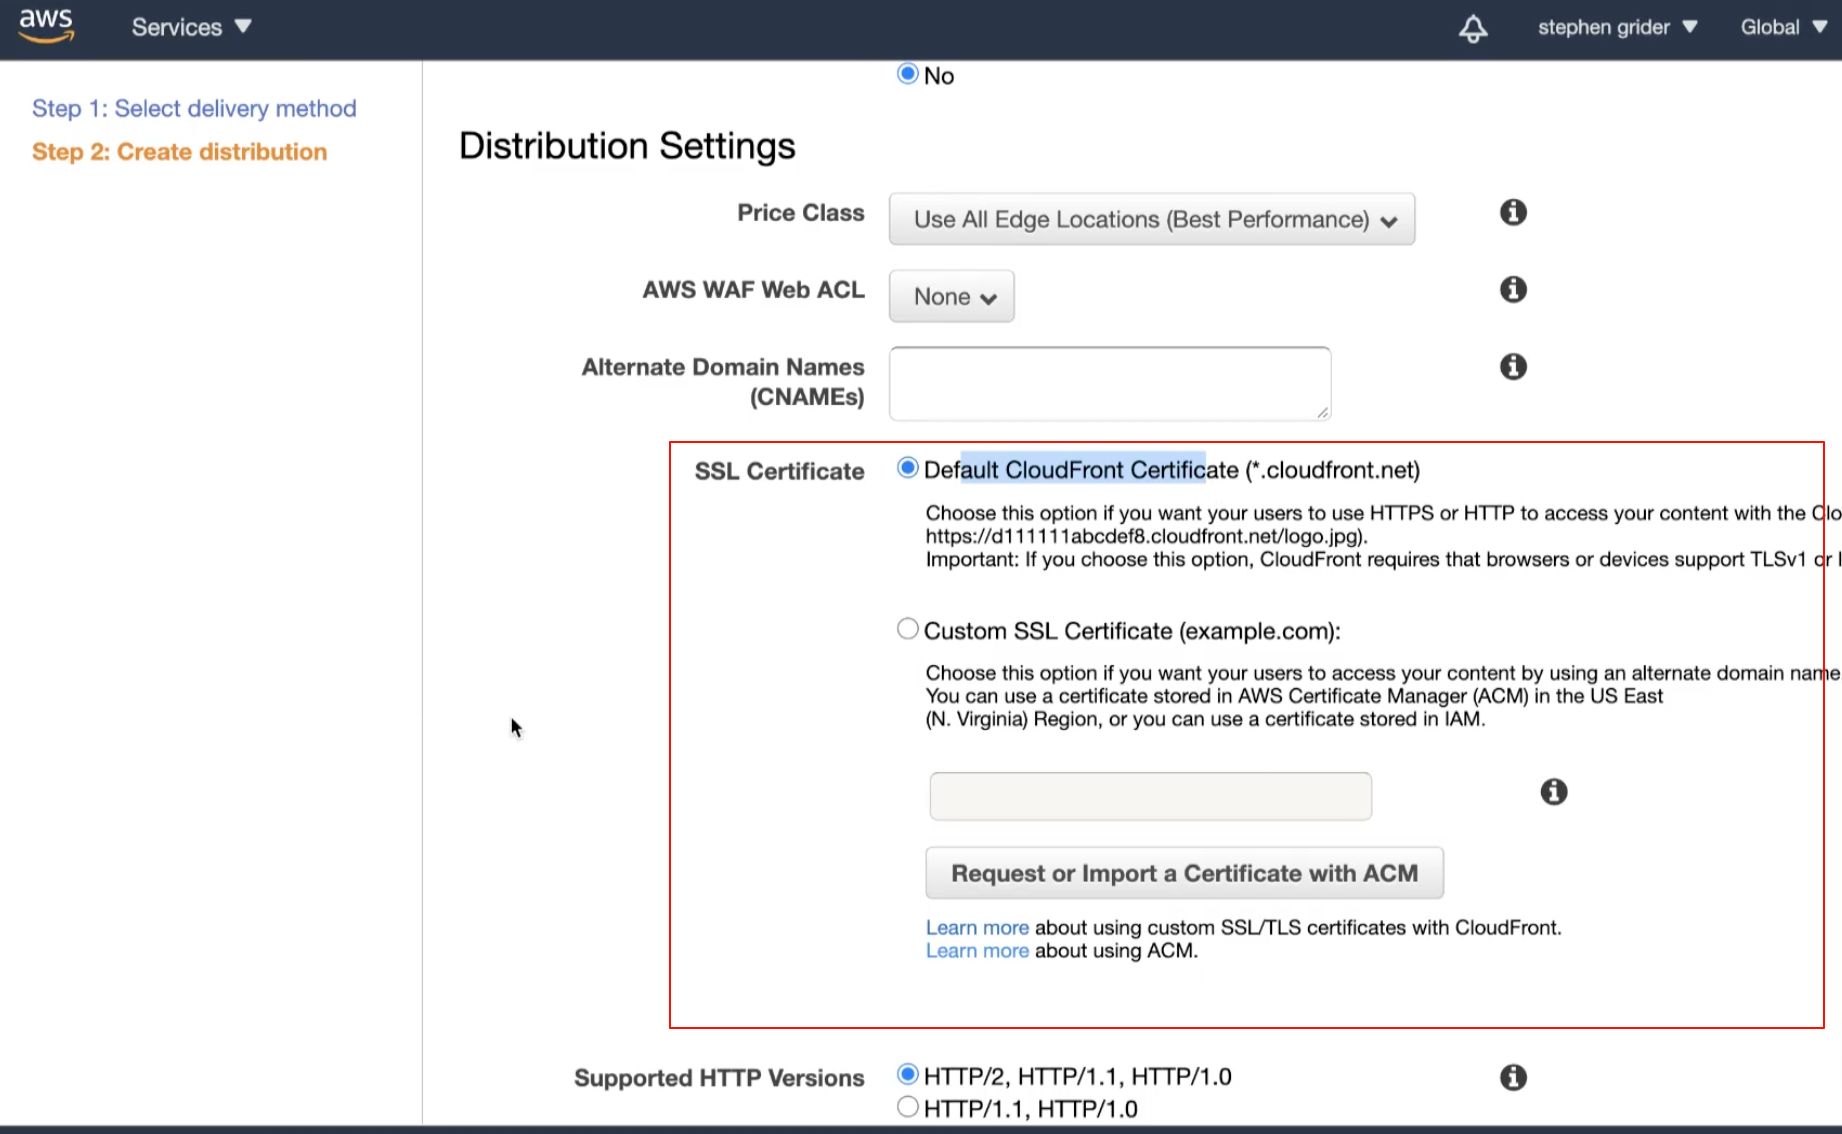 aws
Services
stephen grider
Global
Step 1: Select delivery method
Step 2: Create distribution
No
Distribution Settings
Price Class
Use All Edge Locations (Best Performance)
AWS WAF Web ACL
None
Alternate Domain Names
(CNAMEs)
SSL Certificate
Default CloudFront Certificate (*.cloudfront.net)
Choose this option if you want your users to use HTTPS or HTTP to access your content with the Clo
https://d111111abcdef8.cloudfront.net/logo.jpg).
Important: If you choose this option, CloudFront requires that browsers or devices support TLSv1 or
Custom SSL Certificate (example.com):
Choose this option if you want your users to access your content by using an alternate domain name
You can use a certificate stored in AWS Certificate Manager (ACM) in the US East
(N. Virginia) Region, or you can use a certificate stored in IAM.
Request or Import a Certificate with ACM
Learn more about using custom SSL/TLS certificates with CloudFront.
Learn more about using ACM.
Supported HTTP Versions
HTTP/2, HTTP/1.1, HTTP/1.0
HTTP/1.1, HTTP/1.0